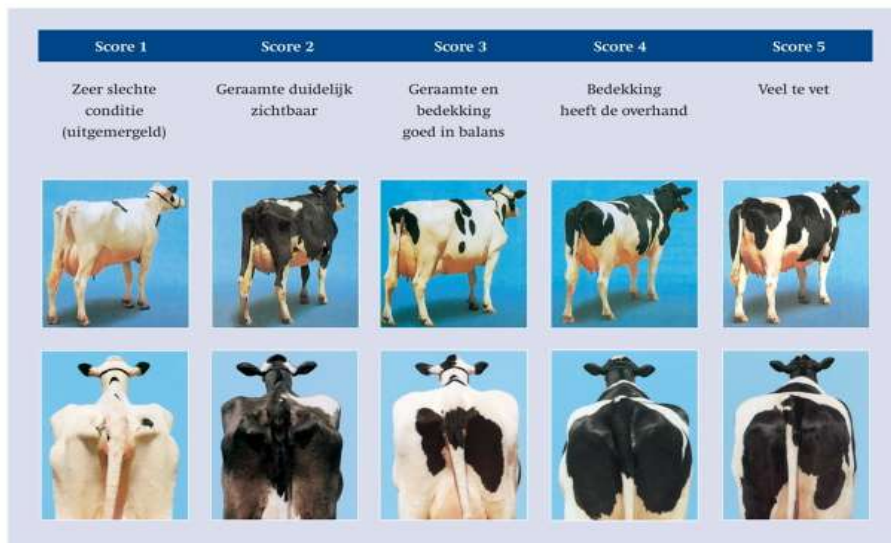 Score 1
Score 2
Score 3
Score 4
Score 5
Zeer slechte
conditie
(uitgemergeld)
Geraamte duidelijk
zichtbaar
Geraamte en
bedekking
goed in balans
Bedekking
heeft de overhand
Veel te vet